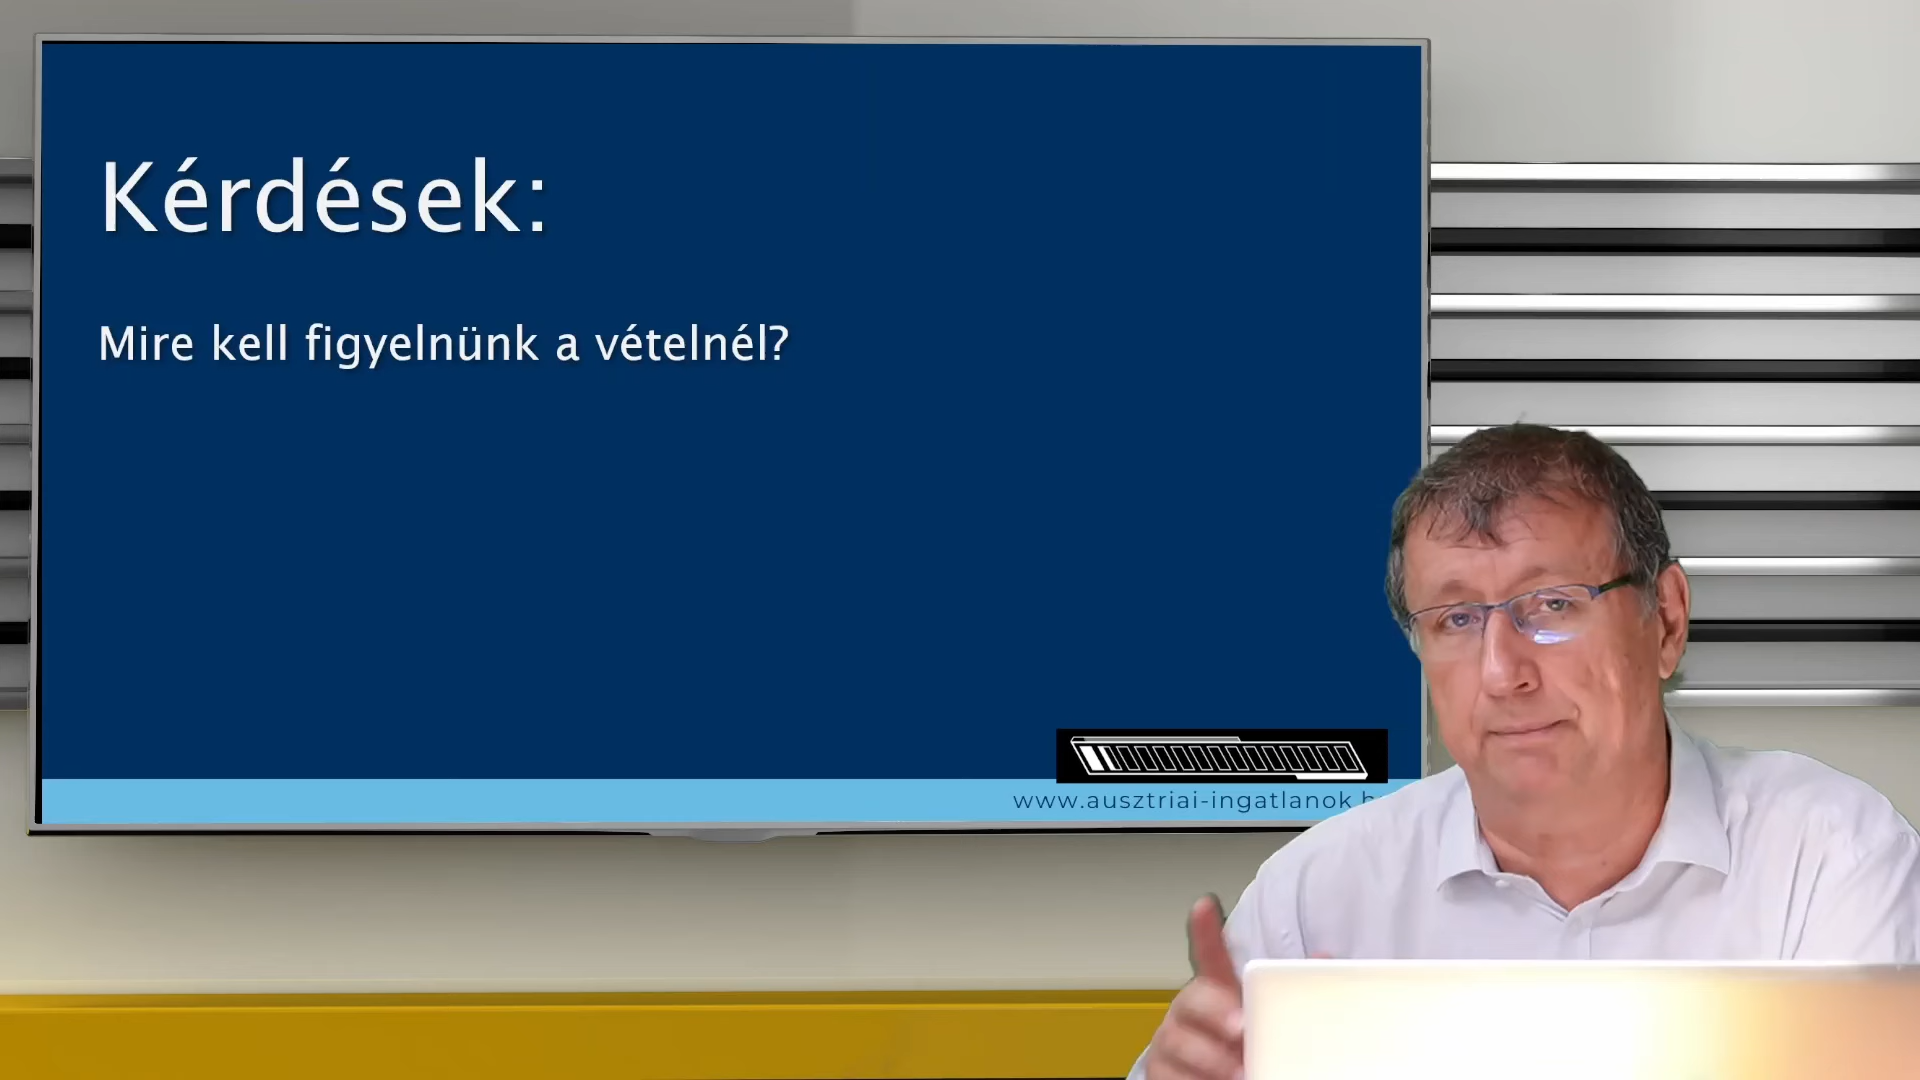 Kérdések:
Mire kell figyelnünk a vételnél?
www.ausztriai-ingatlanok.